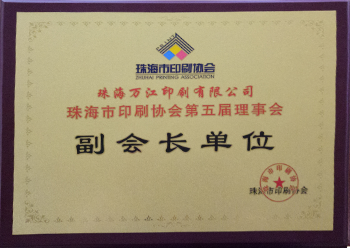 珠海市印刷协会
ZHUHAI PRINTING ASSOCIATION
珠海万江印刷有限公司
珠海市印刷协会第五届理事会
副会长单位
珠海市印刷协会